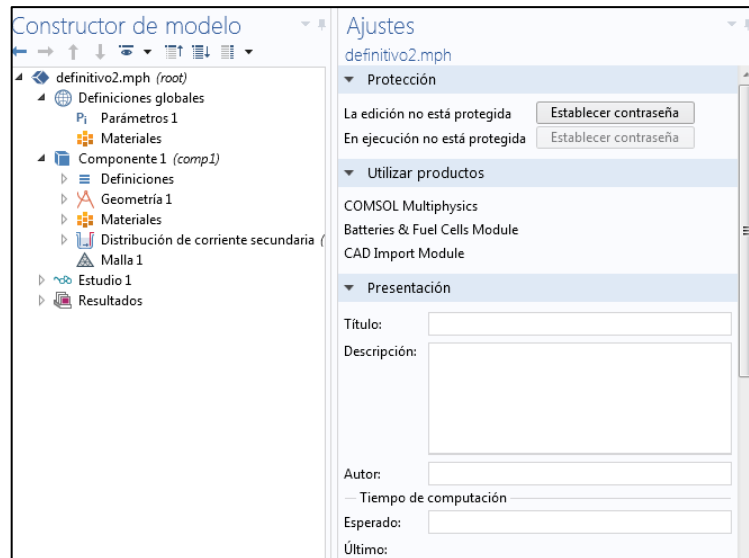 Constructor de modelo
definitivo2.mph (root)
Definiciones globales
Pi Parámetros 1
Materiales
Componente 1 (comp1)
Definiciones
Geometría 1
Materiales
Distribución de corriente secundaria (
Malla 1
Estudio 1
Resultados
Ajustes
definitivo2.mph
Protección
La edición no está protegida Establecer contraseña
En ejecución no está protegida Establecer contraseña
Utilizar productos
COMSOL Multiphysics
Batteries & Fuel Cells Module
CAD Import Module
Presentación
Título:
Descripción:
Autor:
Tiempo de computación
Esperado:
Último: